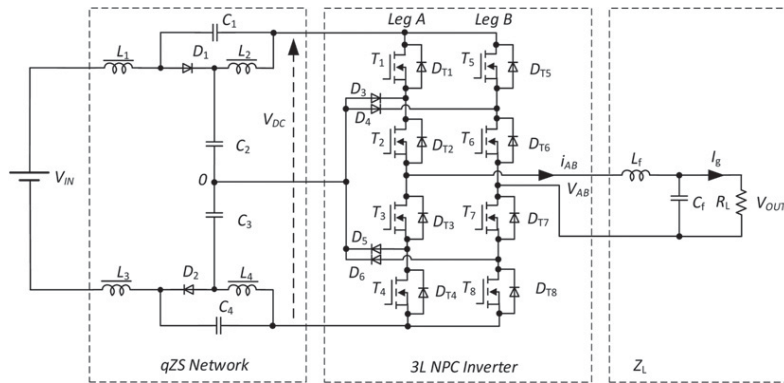 Leg A Leg B
C1
L1 D1 L2
T1 DT1 T5 DT5
D3
D4
VDC
C2
T2 DT2 T6 DT6
VIN
0
iAB Lf Ig
VAB
Cf RL VOUT
C3
T3 DT3 T7 DT7
D5
D6
L3 D2 L4
C4
T4 DT4 T8 DT8
qZS Network 3L NPC Inverter ZL